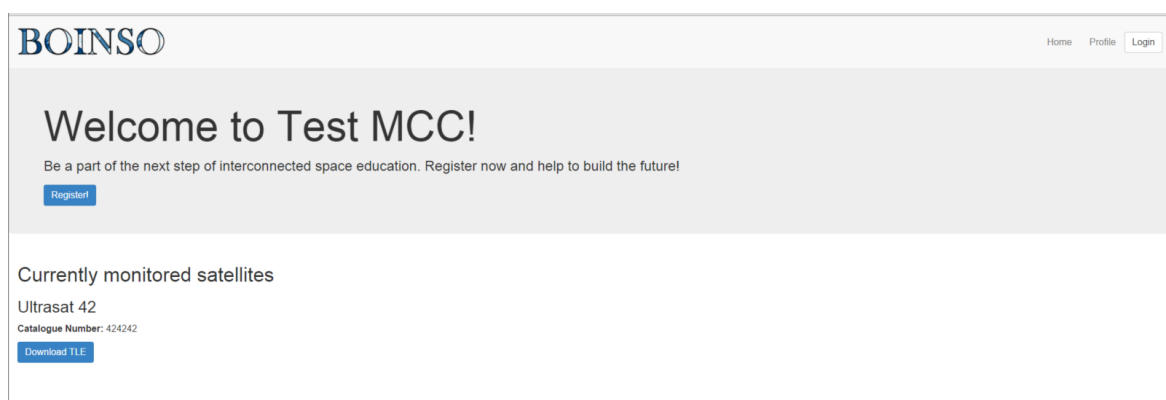 BOINSO
Home Profile Login
Welcome to Test MCC!
Be a part of the next step of interconnected space education. Register now and help to build the future!
Register!
Currently monitored satellites
Ultrasat 42
Catalogue Number: 424242
Download TLE